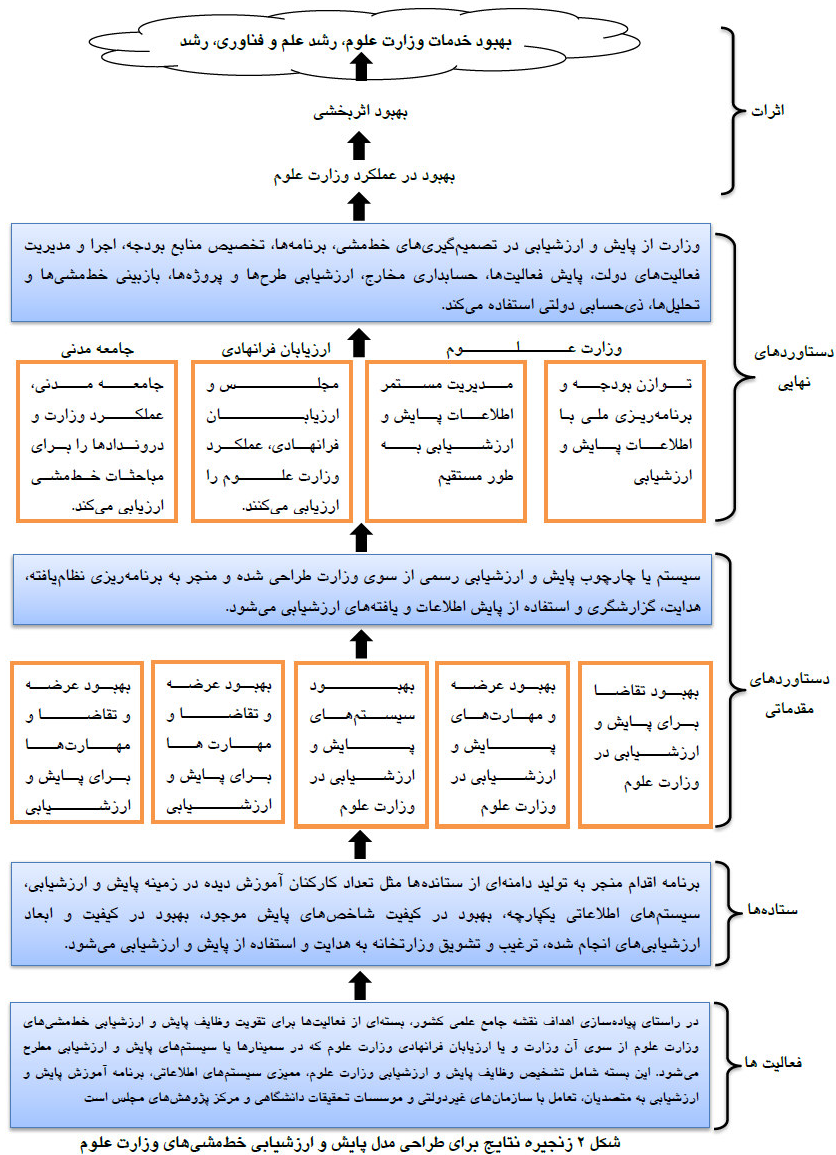 بهبود خدمات وزارت علوم، رشد علم و فناوری، رشد
اثرات
بهبود اثربخشی
بهبود در عملکرد وزارت علوم
وزارت از پایش و ارزشیابی در تصمیم‌گیری‌های خط‌مشی، برنامه‌ها، تخصیص منابع بودجه، اجرا و مدیریت
فعالیت‌های دولت، پایش فعالیت‌ها، حسابداری مخارج، ارزشیابی طرح‌ها و پروژه‌ها، بازبینی خط‌مشی‌ها و
تحلیل‌ها، ذی‌حسابی دولتی استفاده می‌کند.
دستاوردهای
نهایی
وزارت علوم
توازن بودجه و
برنامه‌ریزی ملی با
اطلاعات پایش و
ارزشیابی
مدیریت مستمر
اطلاعات پایش و
ارزشیابی به
طور مستقیم
ارزیابان فرانهادی
مجلس و
ارزیابان
فرانهادی، عملکرد
وزارت علوم را
ارزیابی می‌کنند.
جامعه مدنی
جامعه مدنی،
عملکرد وزارت و
دروندادها را برای
مباحثات خط‌مشی
ارزیابی می‌کند.
سیستم یا چارچوب پایش و ارزشیابی رسمی از سوی وزارت طراحی شده و منجر به برنامه‌ریزی نظام‌یافته،
هدایت، گزارشگری و استفاده از پایش اطلاعات و یافته‌های ارزشیابی می‌شود.
دستاوردهای
مقدماتی
بهبود تقاضا
برای پایش و
ارزشیابی در
وزارت علوم
بهبود عرضه
و مهارت‌های
پایش و
ارزشیابی در
وزارت علوم
بهبود
سیستم‌های
پایش و
ارزشیابی در
وزارت علوم
بهبود عرضه
و تقاضا و
مهارت ها
برای پایش و
ارزشیابی
بهبود عرضه
و تقاضا و
مهارت‌ها
برای پایش و
ارزشیابی
برنامه اقدام منجر به تولید دامنه‌ای از ستانده‌ها مثل تعداد کارکنان آموزش دیده در زمینه پایش و ارزشیابی،
سیستم‌های اطلاعاتی یکپارچه، بهبود در کیفیت شاخص‌های پایش موجود، بهبود در کیفیت و ابعاد
ارزشیابی‌های انجام شده، ترغیب و تشویق وزارتخانه به هدایت و استفاده از پایش و ارزشیابی می‌شود.
ستاده‌ها
در راستای پیاده‌سازی اهداف نقشه جامع علمی کشور، بسته‌ای از فعالیت‌ها برای تقویت وظایف پایش و ارزشیابی خط‌مشی‌های
وزارت علوم از سوی آن وزارت و یا ارزیابان فرانهادی وزارت علوم که در سمینارها یا سیستم‌های پایش و ارزشیابی مطرح
می‌شود. این بسته شامل تشخیص وظایف پایش و ارزشیابی وزارت علوم، ممیزی سیستم‌های اطلاعاتی، برنامه آموزش پایش و
ارزشیابی به متصدیان، تعامل با سازمان‌های غیردولتی و موسسات تحقیقات دانشگاهی و مرکز پژوهش‌های مجلس است
فعالیت ها
شکل ۲ زنجیره نتایج برای طراحی مدل پایش و ارزشیابی خط‌مشی‌های وزارت علوم